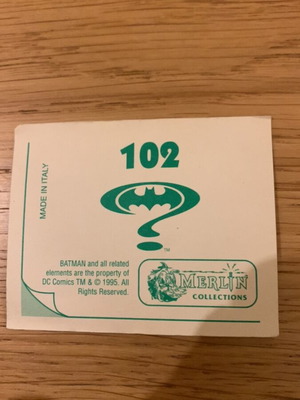 102
MADE IN ITALY
TM
BATMAN and all related
elements are the property of
DC Comics TM & © 1995. All
Rights Reserved.
MERLIN
COLLECTIONS